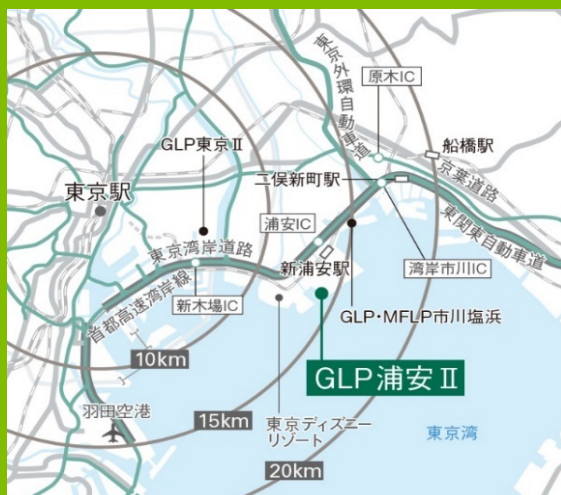 東京外環自動車道
原木IC
船橋駅
GLP東京Ⅱ
京葉道路
二俣新町駅
東京駅
浦安IC
東関東自動車道
東京湾岸道路
新浦安駅
湾岸市川IC
首都高速湾岸線
新木場IC
GLP・MFLP市川塩浜
10km
GLP浦安Ⅱ
羽田空港
15km
東京ディズニー
リゾート
東京湾
20km